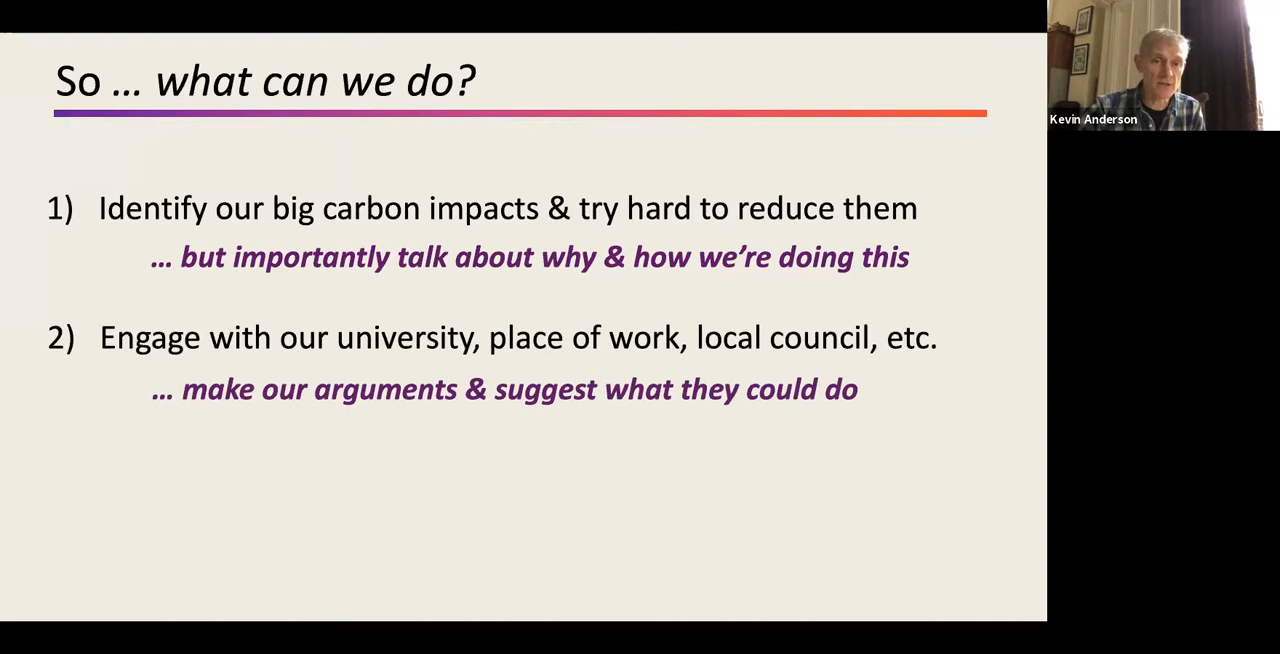 So … what can we do?
Kevin Anderson
1) Identify our big carbon impacts & try hard to reduce them
… but importantly talk about why & how we’re doing this
2) Engage with our university, place of work, local council, etc.
… make our arguments & suggest what they could do